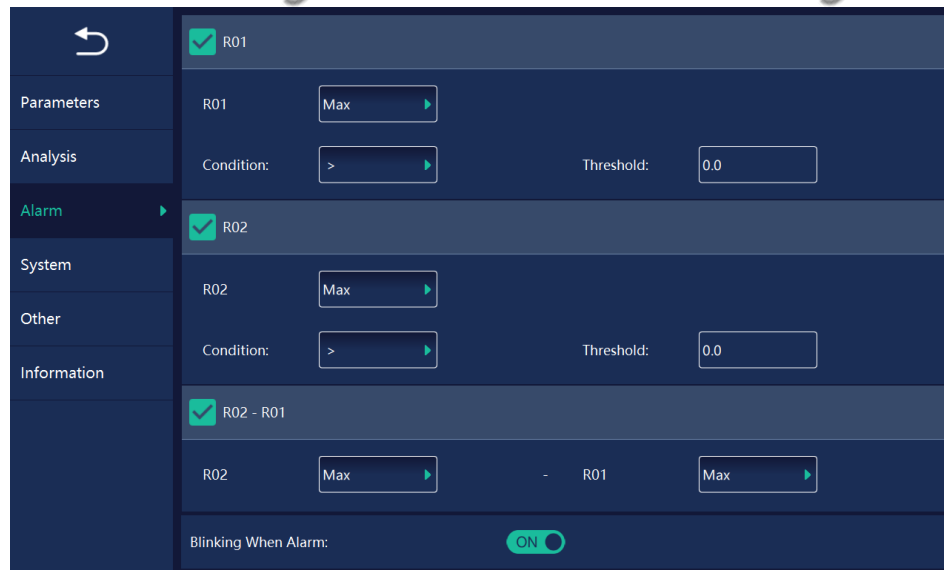 R01
Parameters
R01 Max
Analysis
Condition: > Threshold: 0.0
Alarm
R02
System
R02 Max
Other
Condition: > Threshold: 0.0
Information
R02 - R01
R02 Max - R01 Max
Blinking When Alarm: ON